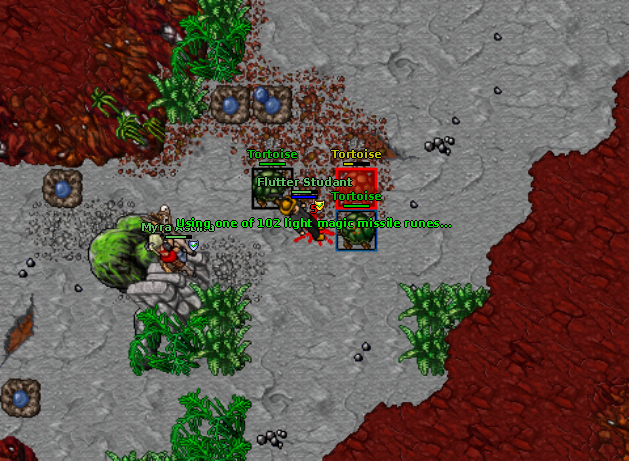 Tortoise
Tortoise
Flutter Studant
Tortoise
Using one of 102 light magic missile runes...
Myra